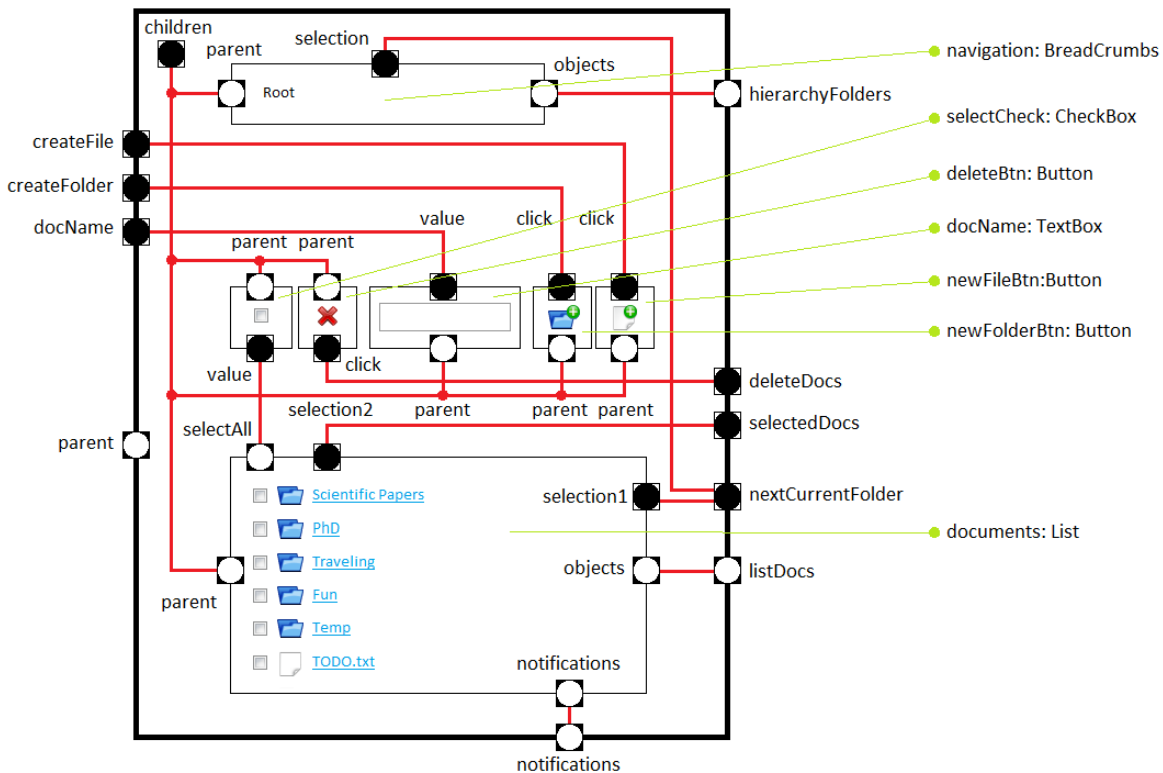 children
selection
parent
objects
navigation: BreadCrumbs
Root
hierarchyFolders
selectCheck: CheckBox
createFile
deleteBtn: Button
createFolder
value
click
click
docName
docName: TextBox
parent
parent
newFileBtn:Button
newFolderBtn: Button
value
click
deleteDocs
selection2
parent
parent
parent
selectAll
selectedDocs
parent
Scientific Papers
selection1
nextCurrentFolder
PhD
documents: List
Traveling
objects
listDocs
parent
Fun
Temp
TODO.txt
notifications
notifications